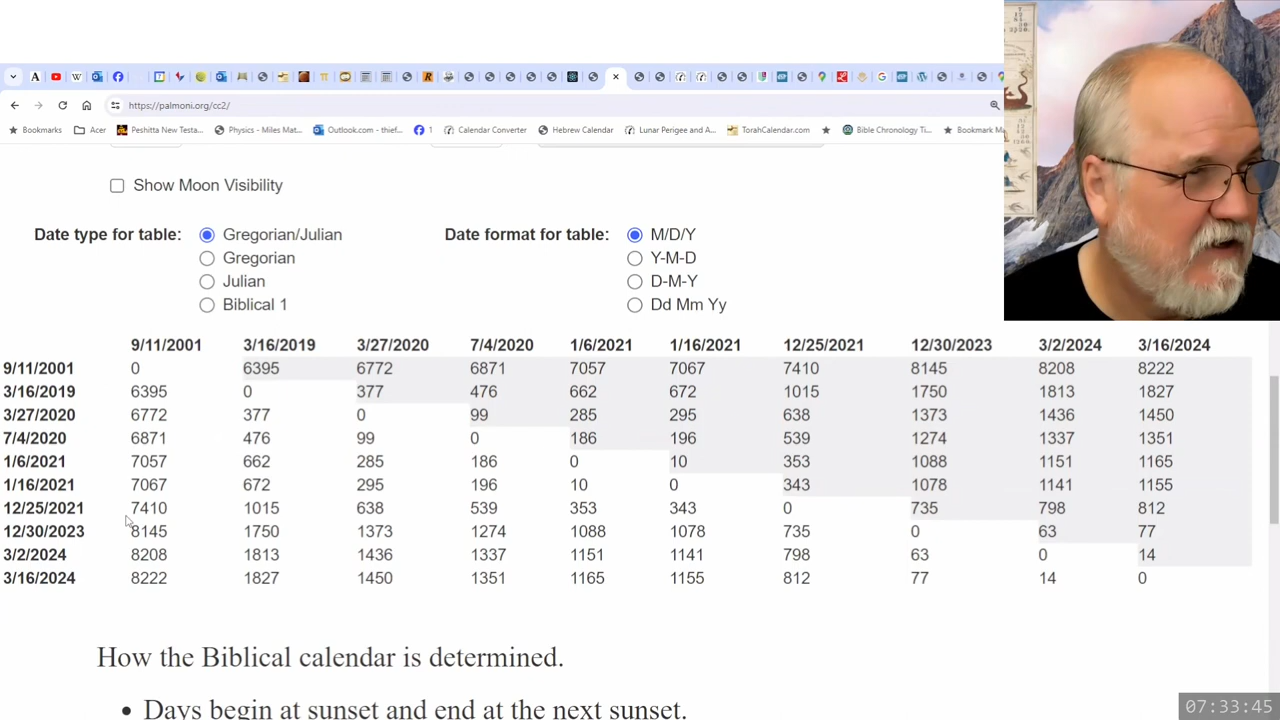 https://palmoni.org/cc2/
Bookmarks Acer Peshitta New Testa... Physics - Miles Mat... Outlook.com - thief... 1 Calendar Converter Hebrew Calendar Lunar Perigee and A... TorahCalendar.com Bible Chronology Ti... Bookmark Ma
Show Moon Visibility
Date type for table: Gregorian/Julian Date format for table: M/D/Y
Gregorian Y-M-D
Julian D-M-Y
Biblical 1 Dd Mm Yy
9/11/2001 3/16/2019 3/27/2020 7/4/2020 1/6/2021 1/16/2021 12/25/2021 12/30/2023 3/2/2024 3/16/2024
9/11/2001 0 6395 6772 6871 7057 7067 7410 8145 8208 8222
3/16/2019 6395 0 377 476 662 672 1015 1750 1813 1827
3/27/2020 6772 377 0 99 285 295 638 1373 1436 1450
7/4/2020 6871 476 99 0 186 196 539 1274 1337 1351
1/6/2021 7057 662 285 186 0 10 353 1088 1151 1165
1/16/2021 7067 672 295 196 10 0 343 1078 1141 1155
12/25/2021 7410 1015 638 539 353 343 0 735 798 812
12/30/2023 8145 1750 1373 1274 1088 1078 735 0 63 77
3/2/2024 8208 1813 1436 1337 1151 1141 798 63 0 14
3/16/2024 8222 1827 1450 1351 1165 1155 812 77 14 0
How the Biblical calendar is determined.
• Days begin at sunset and end at the next sunset.
07:33:45